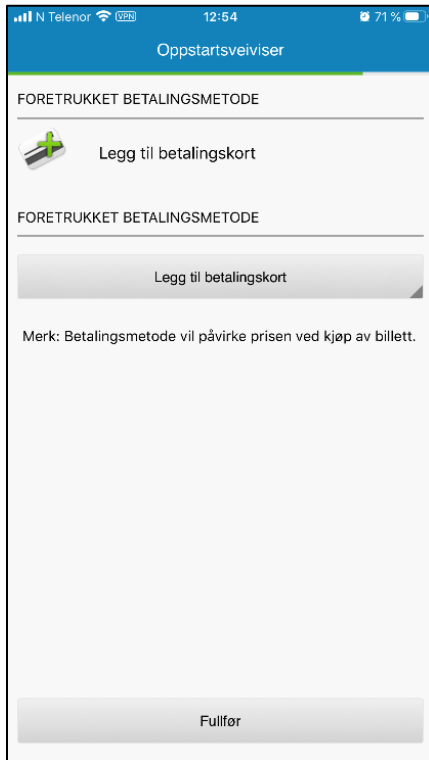 N Telenor VPN 12:54 71 %
Oppstartsveiviser
FORETRUKKET BETALINGSMETODE
Legg til betalingskort
FORETRUKKET BETALINGSMETODE
Legg til betalingskort
Merk: Betalingsmetode vil påvirke prisen ved kjøp av billett.
Fullfør